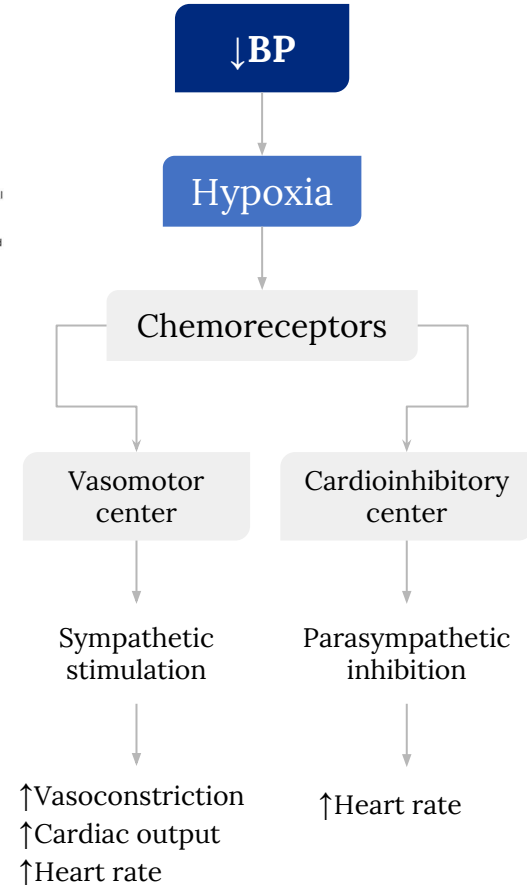 ↓BP
Hypoxia
Chemoreceptors
Vasomotor
center
Cardioinhibitory
center
Sympathetic
stimulation
Parasympathetic
inhibition
↑Vasoconstriction
↑Cardiac output
↑Heart rate
↑Heart rate